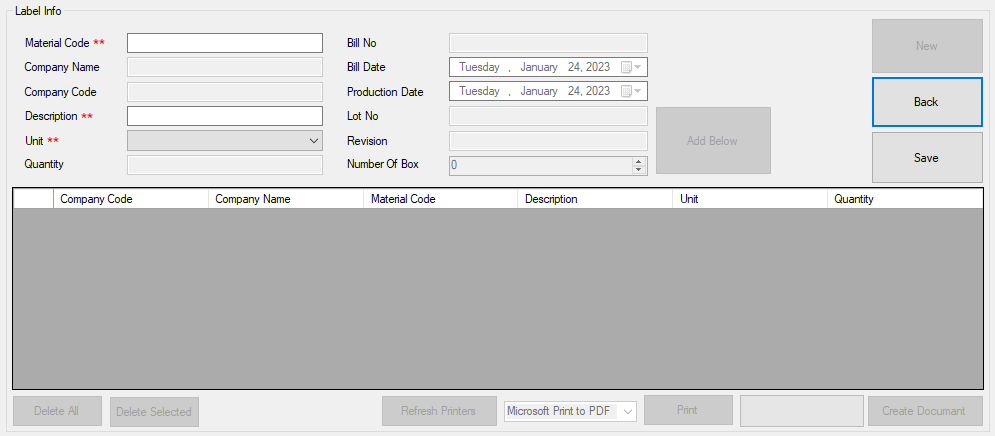 Label Info
Material Code ** Bill No New
Company Name Bill Date Tuesday , January 24, 2023
Company Code Production Date Tuesday , January 24, 2023 Back
Description ** Lot No
Unit ** Revision Add Below
Quantity Number Of Box 0 Save
Company Code Company Name Material Code Description Unit Quantity
Delete All Delete Selected Refresh Printers Microsoft Print to PDF Print Create Documant